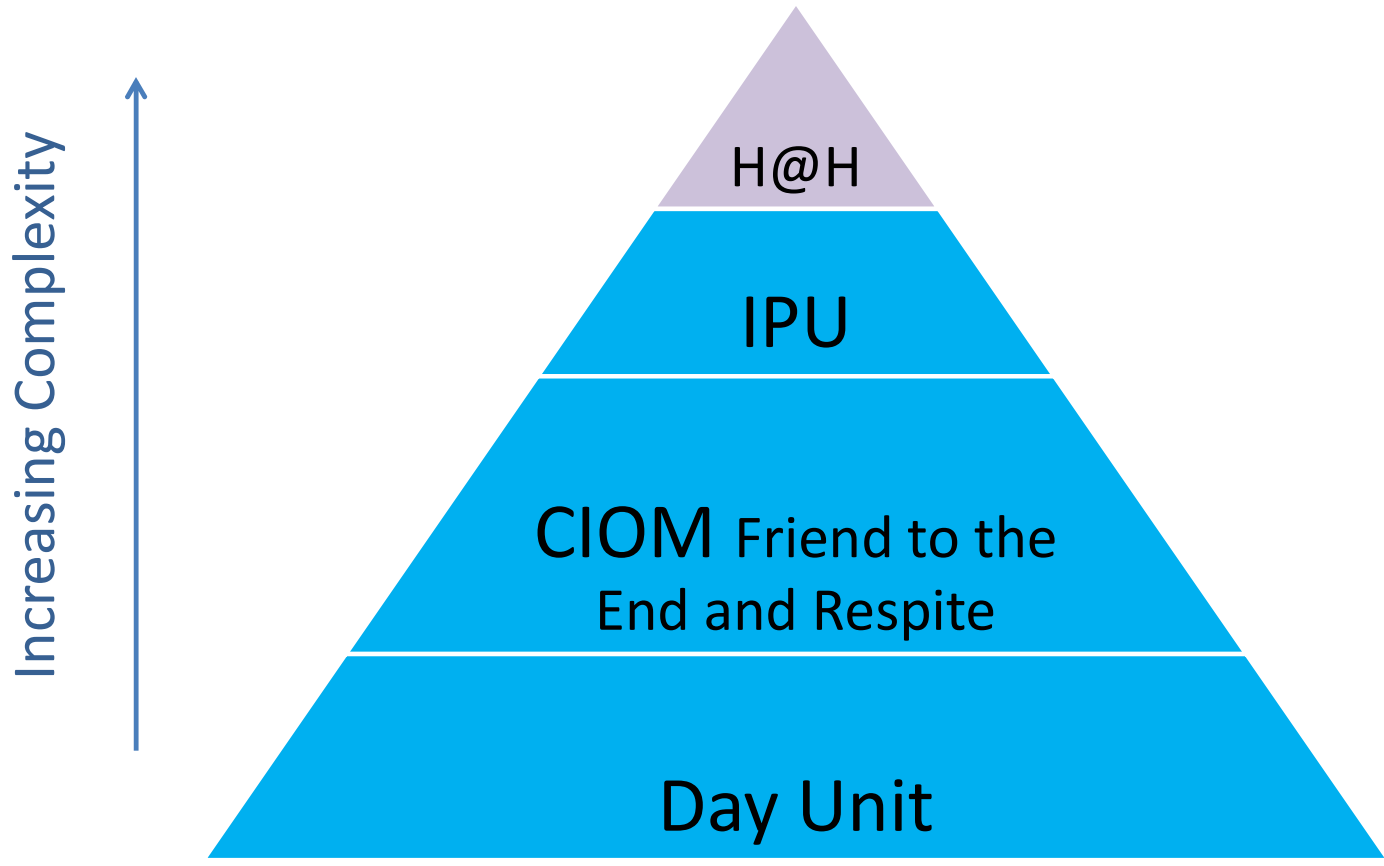 Increasing Complexity
H@H
IPU
CIOM Friend to the
End and Respite
Day Unit